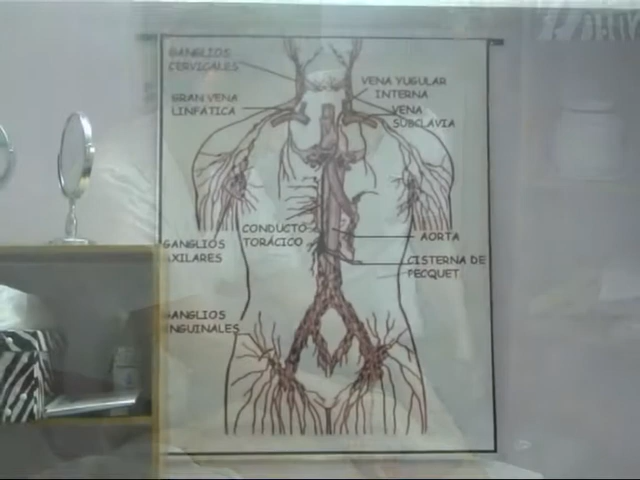 GANGLIOS
CERVICALES
VENA YUGULAR
INTERNA
GRAN VENA
LINFÁTICA
VENA
SUBCLAVIA
CONDUCTO
TORÁCICO
AORTA
GANGLIOS
AXILARES
CISTERNA DE
PECQUET
GANGLIOS
INGUINALES